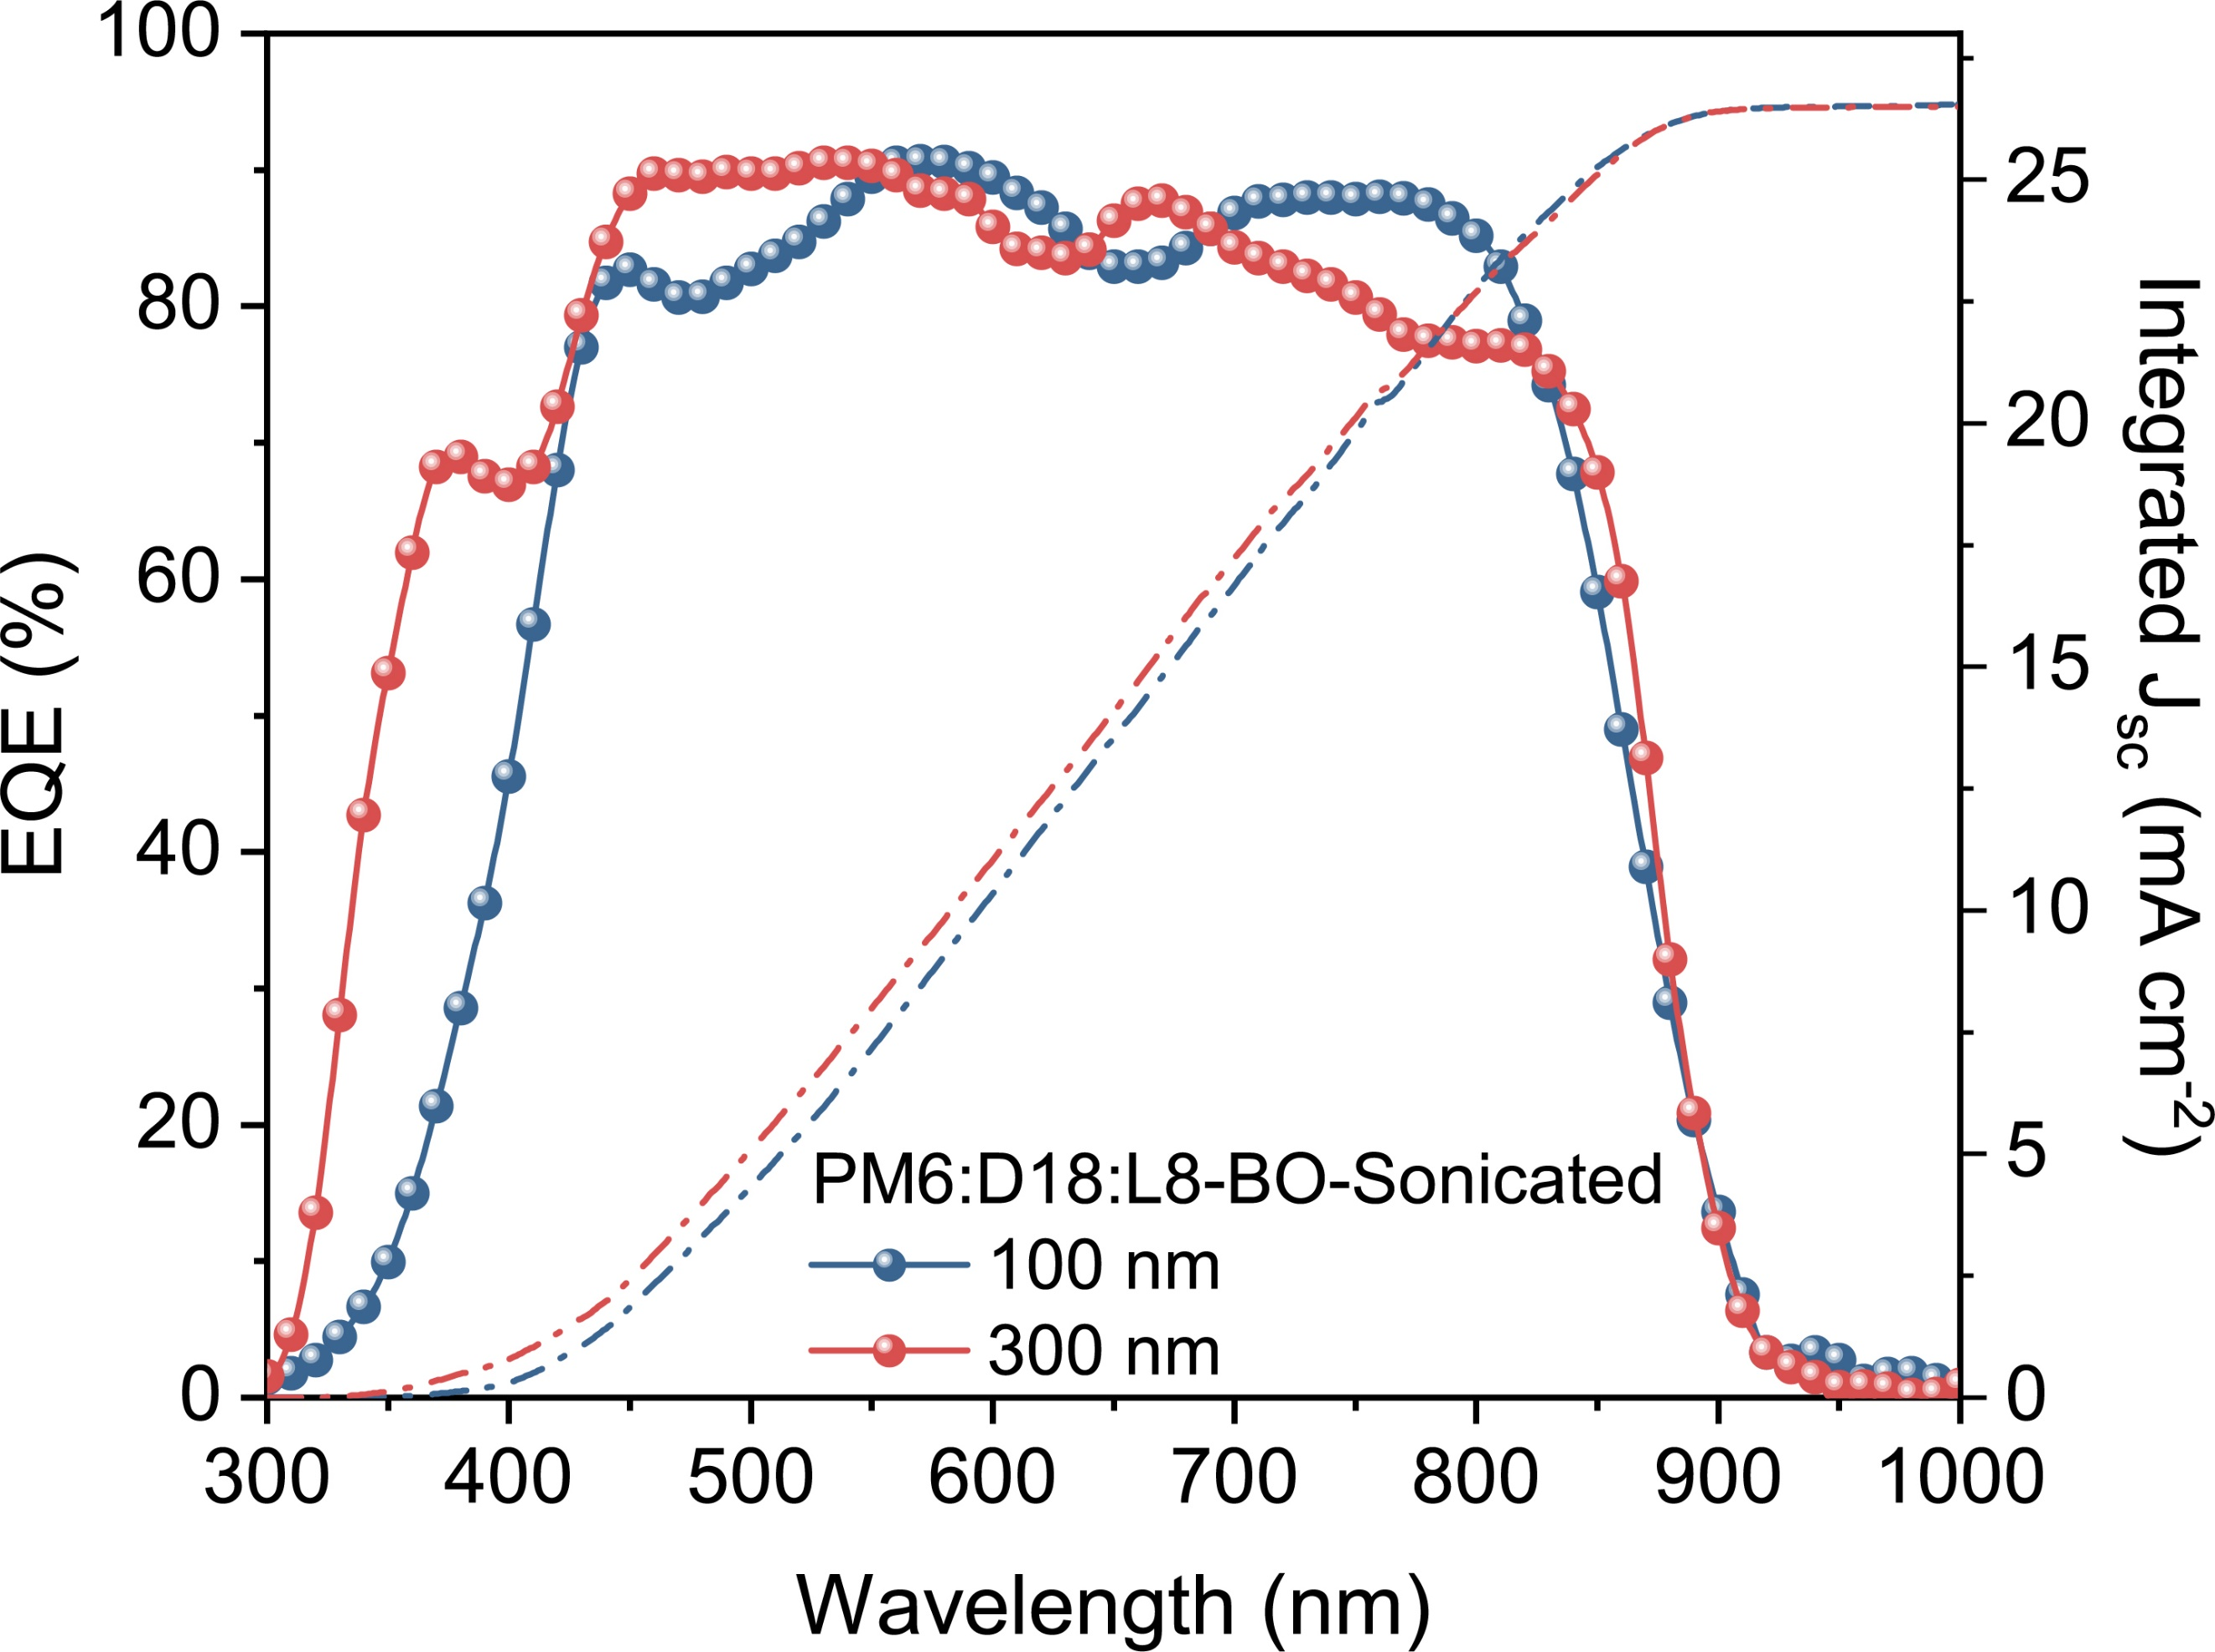 EQE (%)
100
80
60
40
20
0
300 400 500 600 700 800 900 1000
Wavelength (nm)
PM6:D18:L8-BO-Sonicated
100 nm
300 nm
25
20
15
10
5
0
Integrated Jsc (mA cm-2)